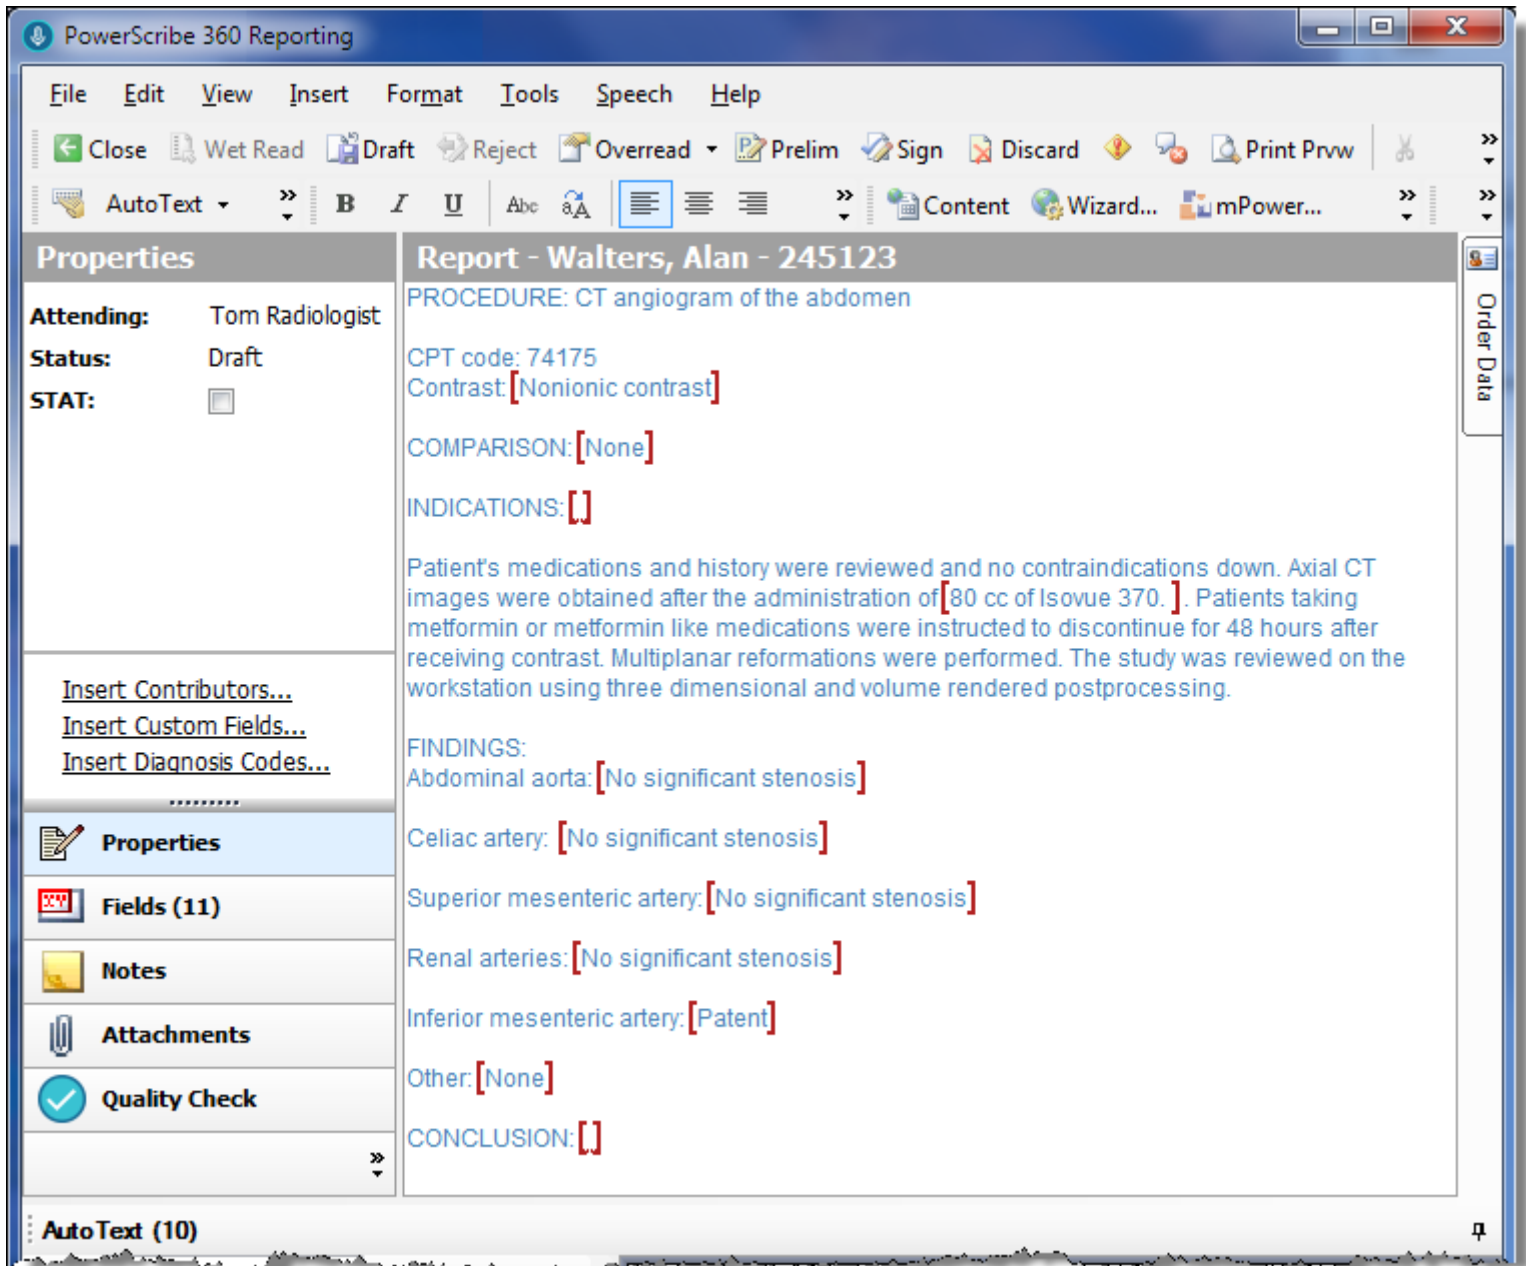 PowerScribe 360 Reporting
File Edit View Insert Format Tools Speech Help
Close Wet Read Draft Reject Overread Prelim Sign Discard Print Prvw
AutoText B I U Abc Content Wizard... mPower...
Properties
Attending: Tom Radiologist
Status: Draft
STAT:
Insert Contributors...
Insert Custom Fields...
Insert Diagnosis Codes...
Properties
Fields (11)
Notes
Attachments
Quality Check
Report - Walters, Alan - 245123
PROCEDURE: CT angiogram of the abdomen
CPT code: 74175
Contrast: [Nonionic contrast]
COMPARISON: [None]
INDICATIONS: [ ]
Patient's medications and history were reviewed and no contraindications down. Axial CT
images were obtained after the administration of [80 cc of Isovue 370. ] . Patients taking
metformin or metformin like medications were instructed to discontinue for 48 hours after
receiving contrast. Multiplanar reformations were performed. The study was reviewed on the
workstation using three dimensional and volume rendered postprocessing.
FINDINGS:
Abdominal aorta: [No significant stenosis]
Celiac artery: [No significant stenosis]
Superior mesenteric artery: [No significant stenosis]
Renal arteries: [No significant stenosis]
Inferior mesenteric artery: [Patent]
Other: [None]
CONCLUSION: [ ]
Order Data
AutoText (10)